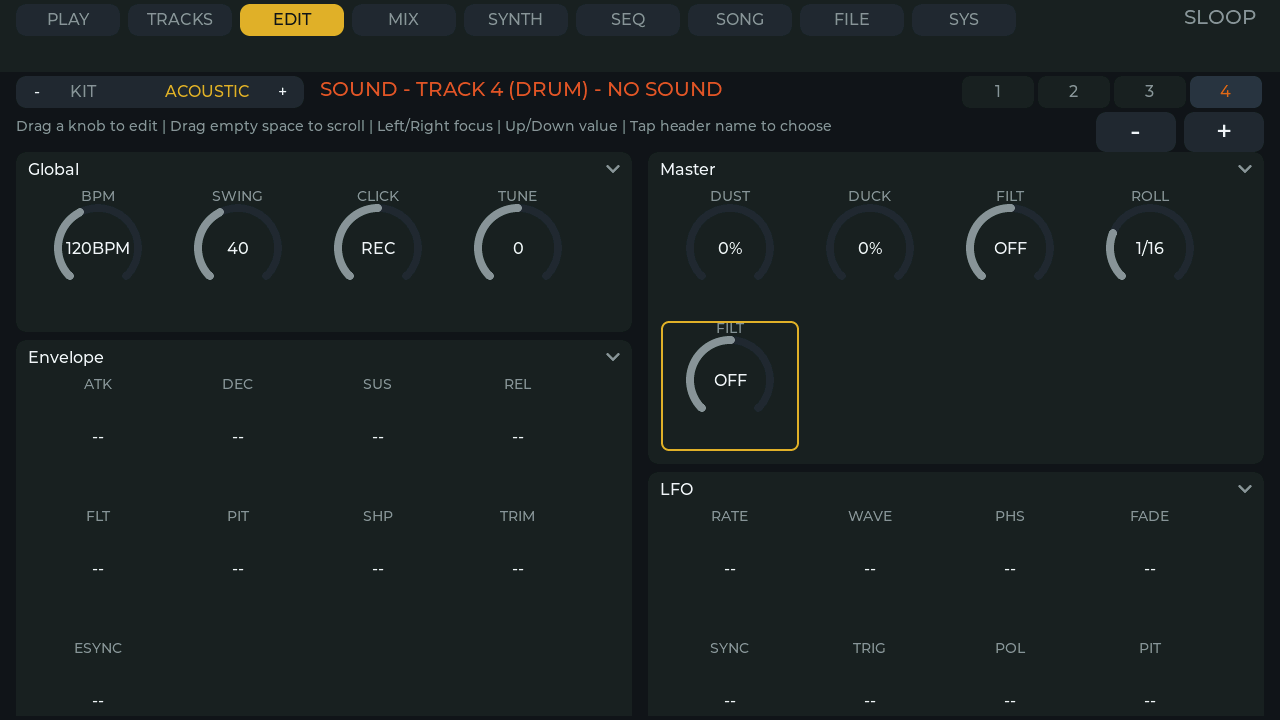 PLAY TRACKS EDIT MIX SYNTH SEQ SONG FILE SYS SLOOP
- KIT ACOUSTIC + SOUND - TRACK 4 (DRUM) - NO SOUND 1 2 3 4
Drag a knob to edit | Drag empty space to scroll | Left/Right focus | Up/Down value | Tap header name to choose
- +
Global
BPM SWING CLICK TUNE
120BPM 40 REC 0
Master
DUST DUCK FILT ROLL
0% 0% OFF 1/16
FILT
OFF
Envelope
ATK DEC SUS REL
-- -- -- --
FLT PIT SHP TRIM
-- -- -- --
ESYNC
--
LFO
RATE WAVE PHS FADE
-- -- -- --
SYNC TRIG POL PIT
-- -- -- --